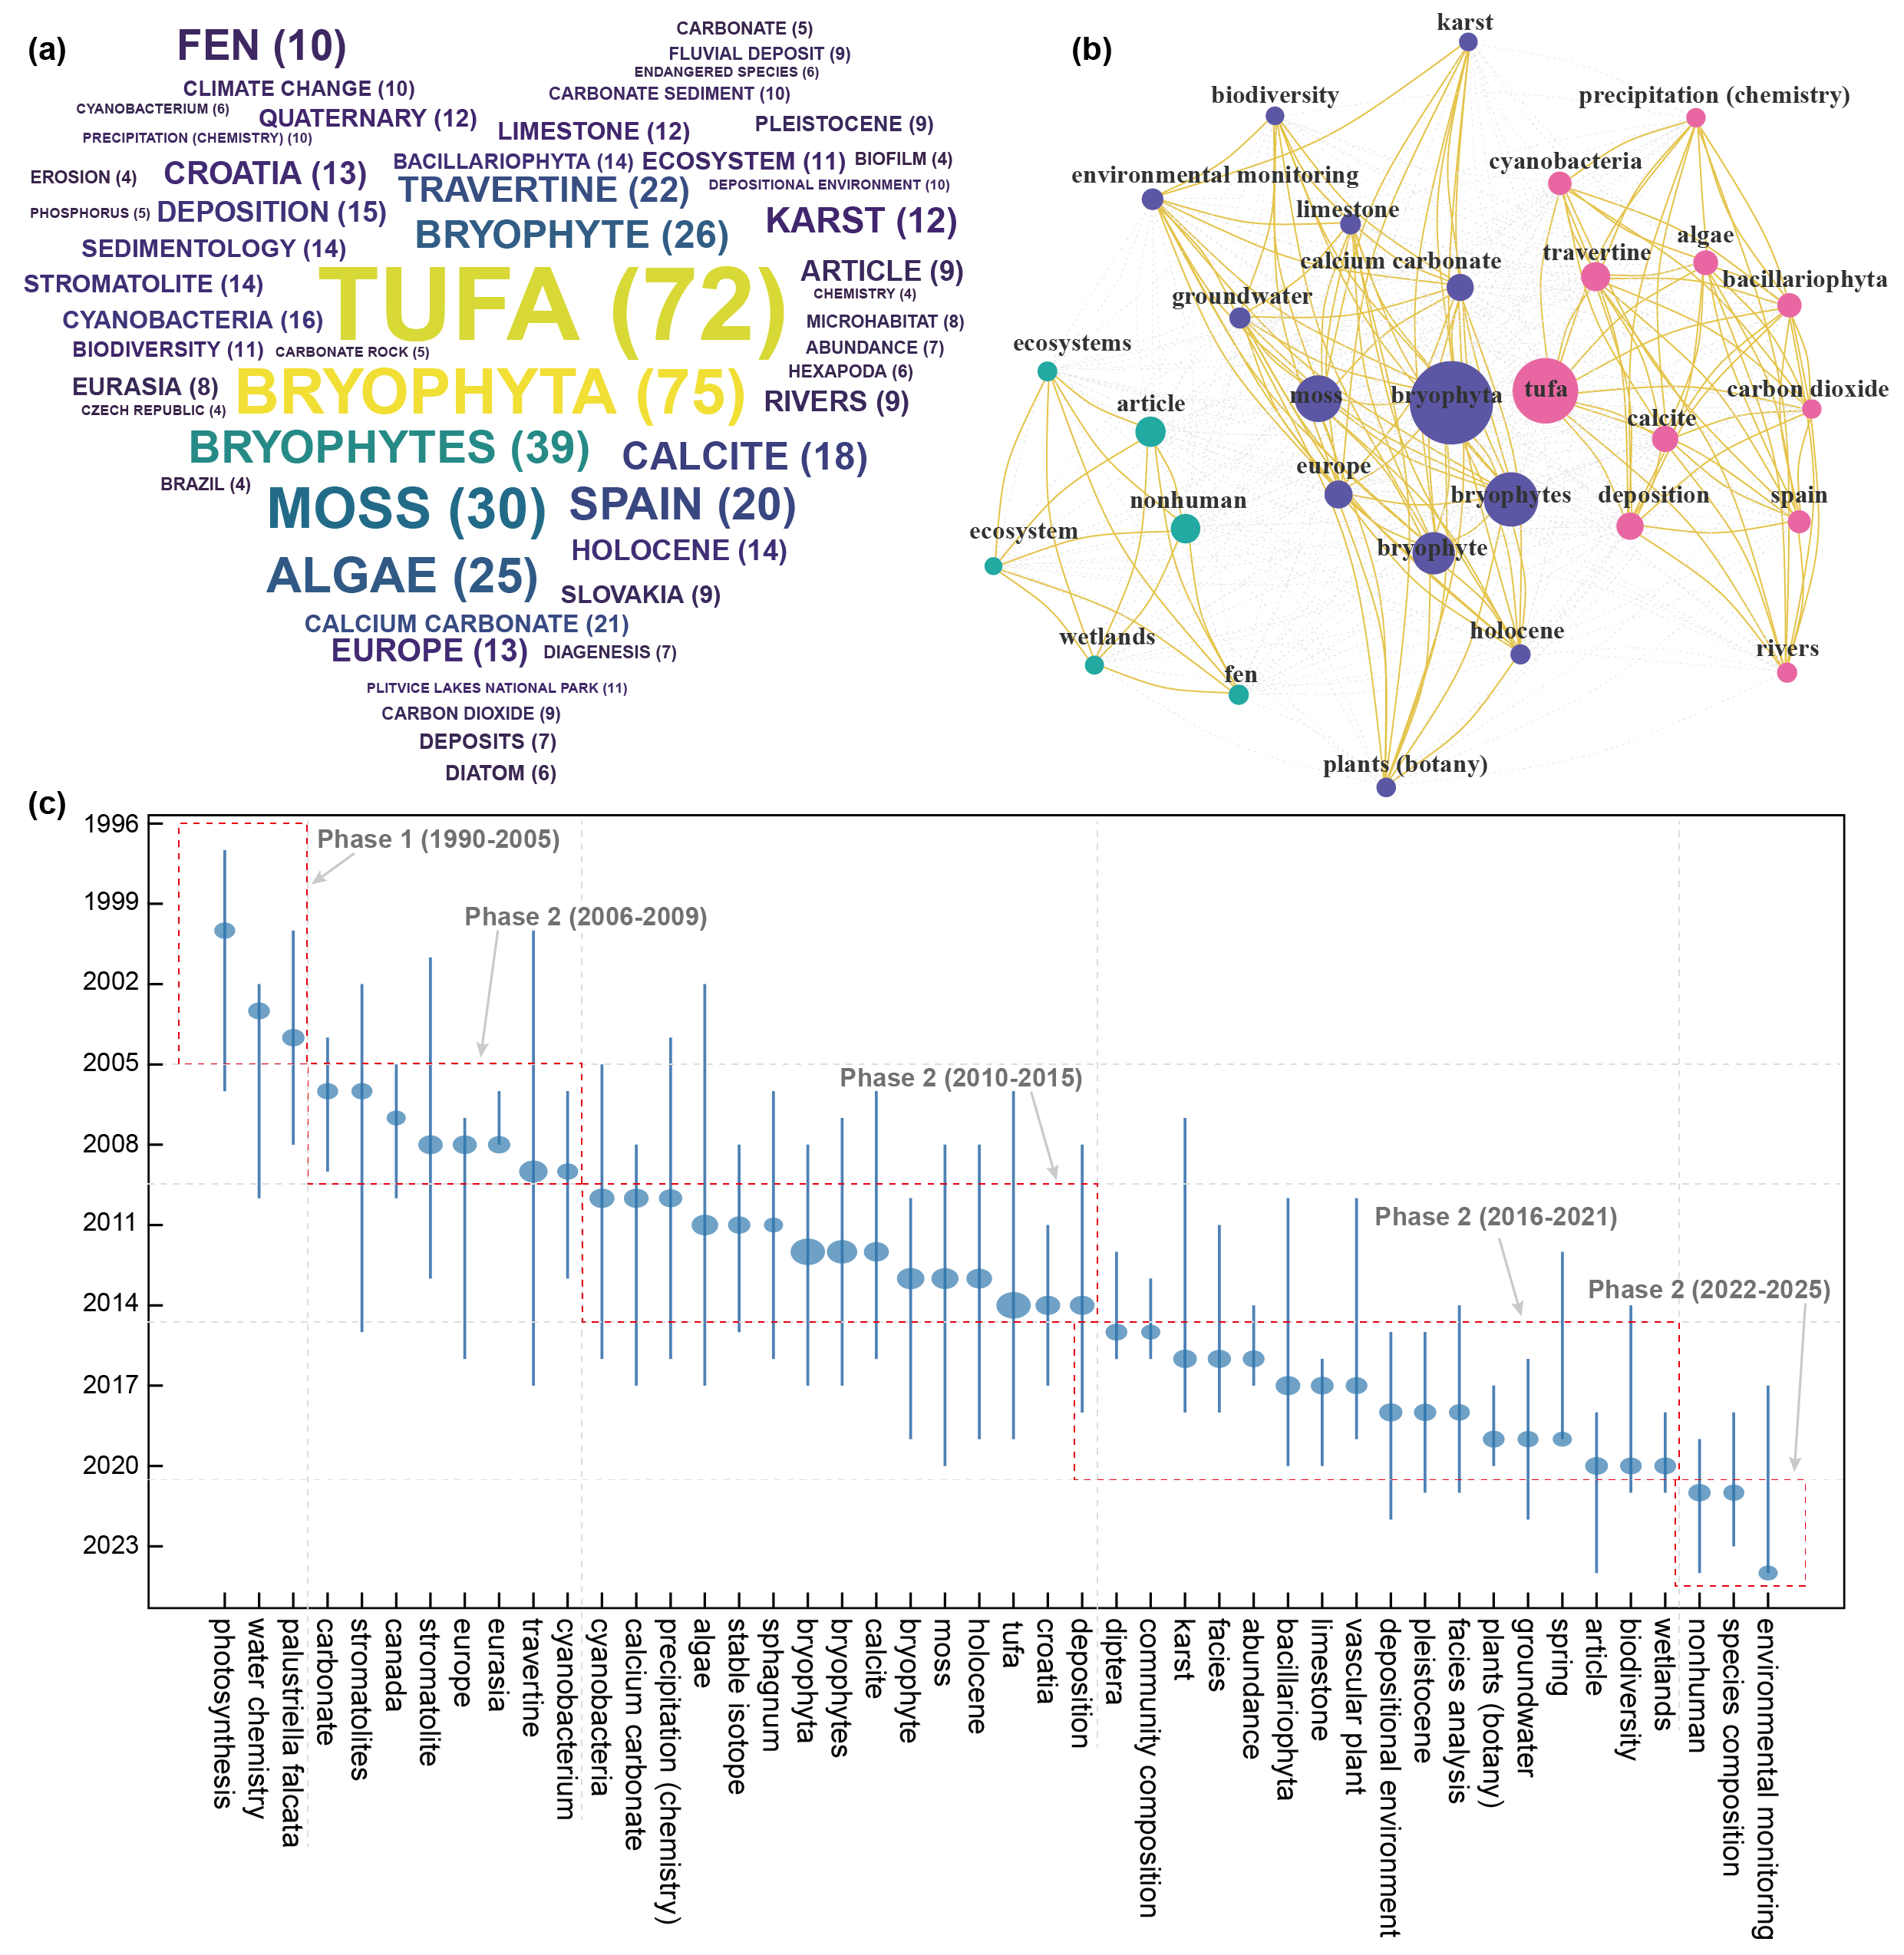 (a)
FEN (10)
CARBONATE (5)
FLUVIAL DEPOSIT (9)
ENDANGERED SPECIES (6)
CLIMATE CHANGE (10)
CARBONATE SEDIMENT (10)
CYANOBACTERIUM (6)
QUATERNARY (12)
LIMESTONE (12)
PLEISTOCENE (9)
PRECIPITATION (CHEMISTRY) (10)
EROSION (4)
CROATIA (13)
BACILLARIOPHYTA (14)
ECOSYSTEM (11)
BIOFILM (4)
TRAVERTINE (22)
DEPOSITIONAL ENVIRONMENT (10)
PHOSPHORUS (5)
DEPOSITION (15)
BRYOPHYTE (26)
KARST (12)
SEDIMENTOLOGY (14)
STROMATOLITE (14)
TUFA (72)
ARTICLE (9)
CHEMISTRY (4)
CYANOBACTERIA (16)
MICROHABITAT (8)
BIODIVERSITY (11)
CARBONATE ROCK (5)
ABUNDANCE (7)
EURASIA (8)
BRYOPHYTA (75)
HEXAPODA (6)
CZECH REPUBLIC (4)
RIVERS (9)
BRYOPHYTES (39)
CALCITE (18)
BRAZIL (4)
MOSS (30)
SPAIN (20)
HOLOCENE (14)
ALGAE (25)
SLOVAKIA (9)
CALCIUM CARBONATE (21)
EUROPE (13)
DIAGENESIS (7)
PLITVICE LAKES NATIONAL PARK (11)
CARBON DIOXIDE (9)
DEPOSITS (7)
DIATOM (6)
(b)
karst
biodiversity
precipitation (chemistry)
cyanobacteria
environmental monitoring
limestone
algae
travertine
calcium carbonate
bacillariophyta
groundwater
ecosystems
carbon dioxide
article
moss
bryophyta
tufa
calcite
europe
nonhuman
bryophytes
deposition
spain
ecosystem
bryophyte
wetlands
holocene
rivers
fen
plants (botany)
(c)
1996
1999
2002
2005
2008
2011
2014
2017
2020
2023
Phase 1 (1990-2005)
Phase 2 (2006-2009)
Phase 2 (2010-2015)
Phase 2 (2016-2021)
Phase 2 (2022-2025)
photosynthesis
water chemistry
palustriella falcata
carbonate
stromatolites
canada
stromatolite
europe
eurasia
travertine
cyanobacterium
cyanobacteria
calcium carbonate
precipitation (chemistry)
algae
stable isotope
sphagnum
bryophyta
bryophytes
calcite
bryophyte
moss
holocene
tufa
croatia
deposition
diptera
community composition
karst
facies
abundance
bacillariophyta
limestone
vascular plant
depositional environment
pleistocene
facies analysis
plants (botany)
groundwater
spring
article
biodiversity
wetlands
nonhuman
species composition
environmental monitoring